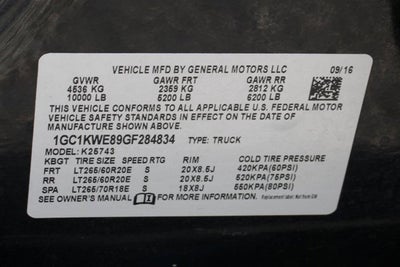 VEHICLE MFD BY GENERAL MOTORS LLC 09/16
GVWR GAWR FRT GAWR RR
4536 KG 2359 KG 2812 KG
10000 LB 5200 LB 6200 LB
THIS VEHICLE CONFORMS TO ALL APPLICABLE U.S. FEDERAL MOTOR
VEHICLE SAFETY STANDARDS IN EFFECT ON THE DATE OF
MANUFACTURE SHOWN ABOVE.
1GC1KWE89GF284834 TYPE: TRUCK
MODEL: K25743
KBGT TIRE SIZE SPEED RTG RIM COLD TIRE PRESSURE
FRT LT265/60R20E S 20X8.5J 420KPA(60PSI)
RR LT265/60R20E S 20X8.5J 520KPA(75PSI)
SPA LT265/70R18E S 18X8J 550KPA(80PSI)
SEE OWNER'S MANUAL FOR MORE INFORMATION.